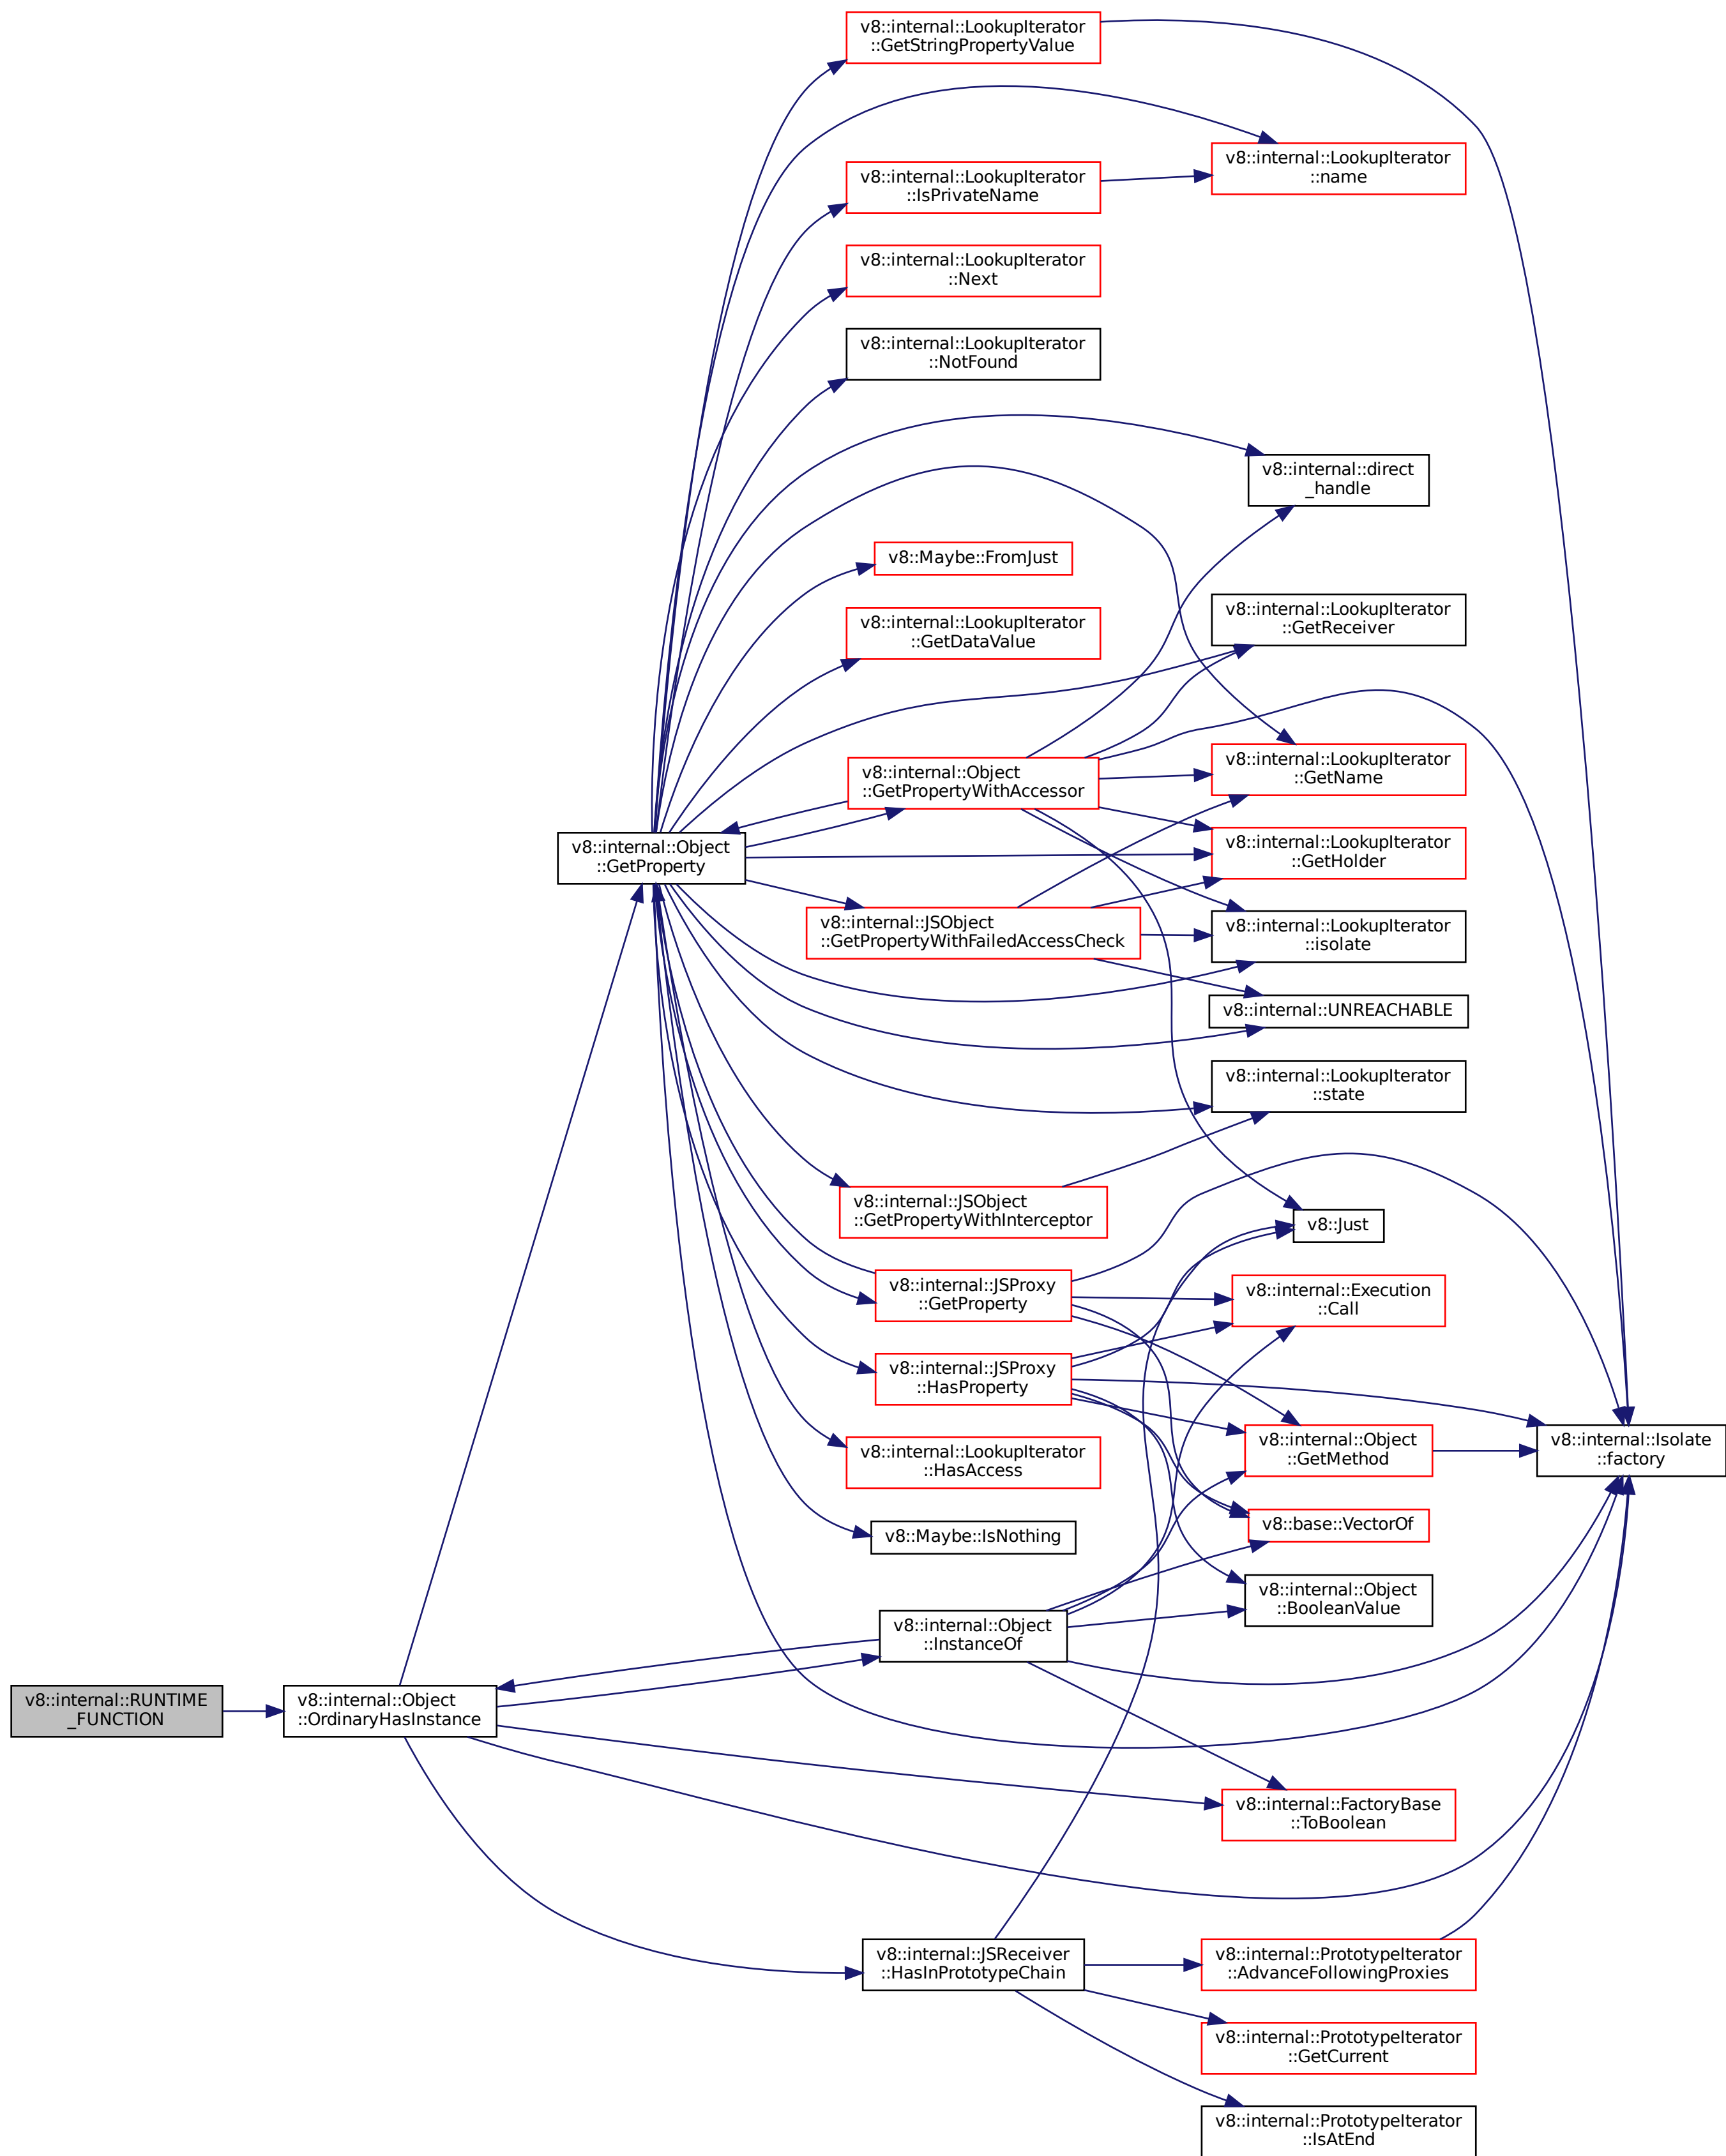 v8::internal::LookupIterator
::GetStringPropertyValue
v8::internal::LookupIterator
::name
v8::internal::LookupIterator
::IsPrivateName
v8::internal::LookupIterator
::Next
v8::internal::LookupIterator
::NotFound
v8::internal::direct
_handle
v8::Maybe::FromJust
v8::internal::LookupIterator
::GetReceiver
v8::internal::LookupIterator
::GetDataValue
v8::internal::LookupIterator
::GetName
v8::internal::Object
::GetPropertyWithAccessor
v8::internal::Object
::GetProperty
v8::internal::LookupIterator
::GetHolder
v8::internal::JSObject
::GetPropertyWithFailedAccessCheck
v8::internal::LookupIterator
::isolate
v8::internal::UNREACHABLE
v8::internal::LookupIterator
::state
v8::internal::JSObject
::GetPropertyWithInterceptor
v8::Just
v8::internal::JSProxy
::GetProperty
v8::internal::Execution
::Call
v8::internal::JSProxy
::HasProperty
v8::internal::LookupIterator
::HasAccess
v8::internal::Object
::GetMethod
v8::internal::Isolate
::factory
v8::Maybe::IsNothing
v8::base::VectorOf
v8::internal::Object
::BooleanValue
v8::internal::Object
::InstanceOf
v8::internal::RUNTIME
_FUNCTION
v8::internal::Object
::OrdinaryHasInstance
v8::internal::FactoryBase
::ToBoolean
v8::internal::JSReceiver
::HasInPrototypeChain
v8::internal::PrototypeIterator
::AdvanceFollowingProxies
v8::internal::PrototypeIterator
::GetCurrent
v8::internal::PrototypeIterator
::IsAtEnd